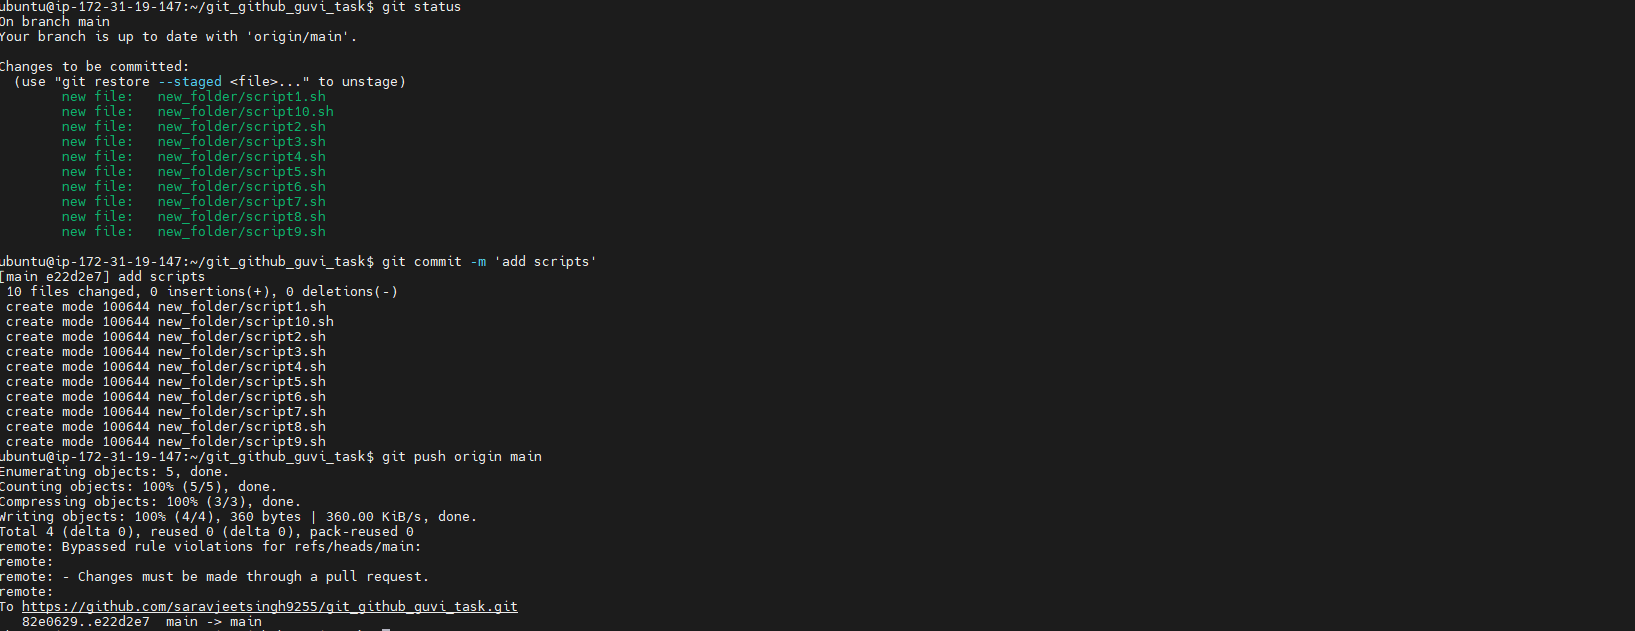 ubuntu@ip-172-31-19-147:~/git_github_guvi_task$ git status
On branch main
Your branch is up to date with 'origin/main'.
Changes to be committed:
  (use "git restore --staged <file>..." to unstage)
        new file:   new_folder/script1.sh
        new file:   new_folder/script10.sh
        new file:   new_folder/script2.sh
        new file:   new_folder/script3.sh
        new file:   new_folder/script4.sh
        new file:   new_folder/script5.sh
        new file:   new_folder/script6.sh
        new file:   new_folder/script7.sh
        new file:   new_folder/script8.sh
        new file:   new_folder/script9.sh
ubuntu@ip-172-31-19-147:~/git_github_guvi_task$ git commit -m 'add scripts'
[main e22d2e7] add scripts
 10 files changed, 0 insertions(+), 0 deletions(-)
 create mode 100644 new_folder/script1.sh
 create mode 100644 new_folder/script10.sh
 create mode 100644 new_folder/script2.sh
 create mode 100644 new_folder/script3.sh
 create mode 100644 new_folder/script4.sh
 create mode 100644 new_folder/script5.sh
 create mode 100644 new_folder/script6.sh
 create mode 100644 new_folder/script7.sh
 create mode 100644 new_folder/script8.sh
 create mode 100644 new_folder/script9.sh
ubuntu@ip-172-31-19-147:~/git_github_guvi_task$ git push origin main
Enumerating objects: 5, done.
Counting objects: 100% (5/5), done.
Compressing objects: 100% (3/3), done.
Writing objects: 100% (4/4), 360 bytes | 360.00 KiB/s, done.
Total 4 (delta 0), reused 0 (delta 0), pack-reused 0
remote: Bypassed rule violations for refs/heads/main:
remote:
remote: - Changes must be made through a pull request.
remote:
To https://github.com/saravjeetsingh9255/git_github_guvi_task.git
   82e0629..e22d2e7  main -> main